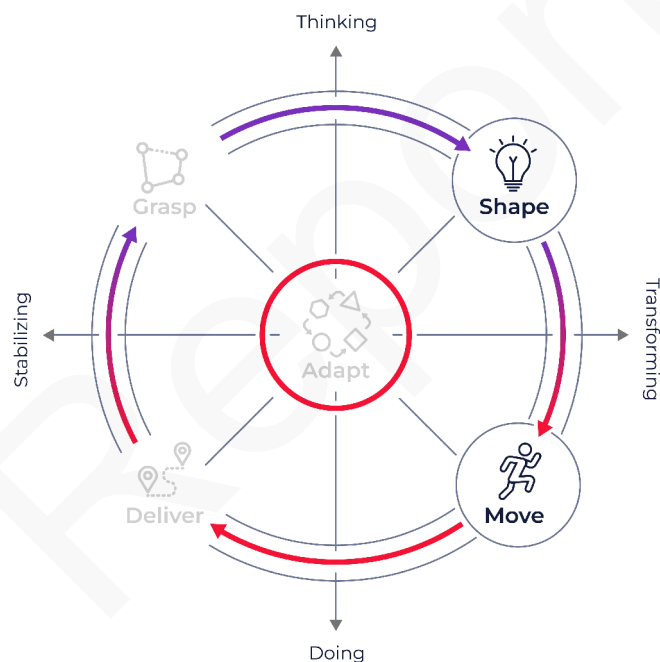 Thinking
Grasp
Shape
Stabilizing
Adapt
Transforming
Deliver
Move
Doing